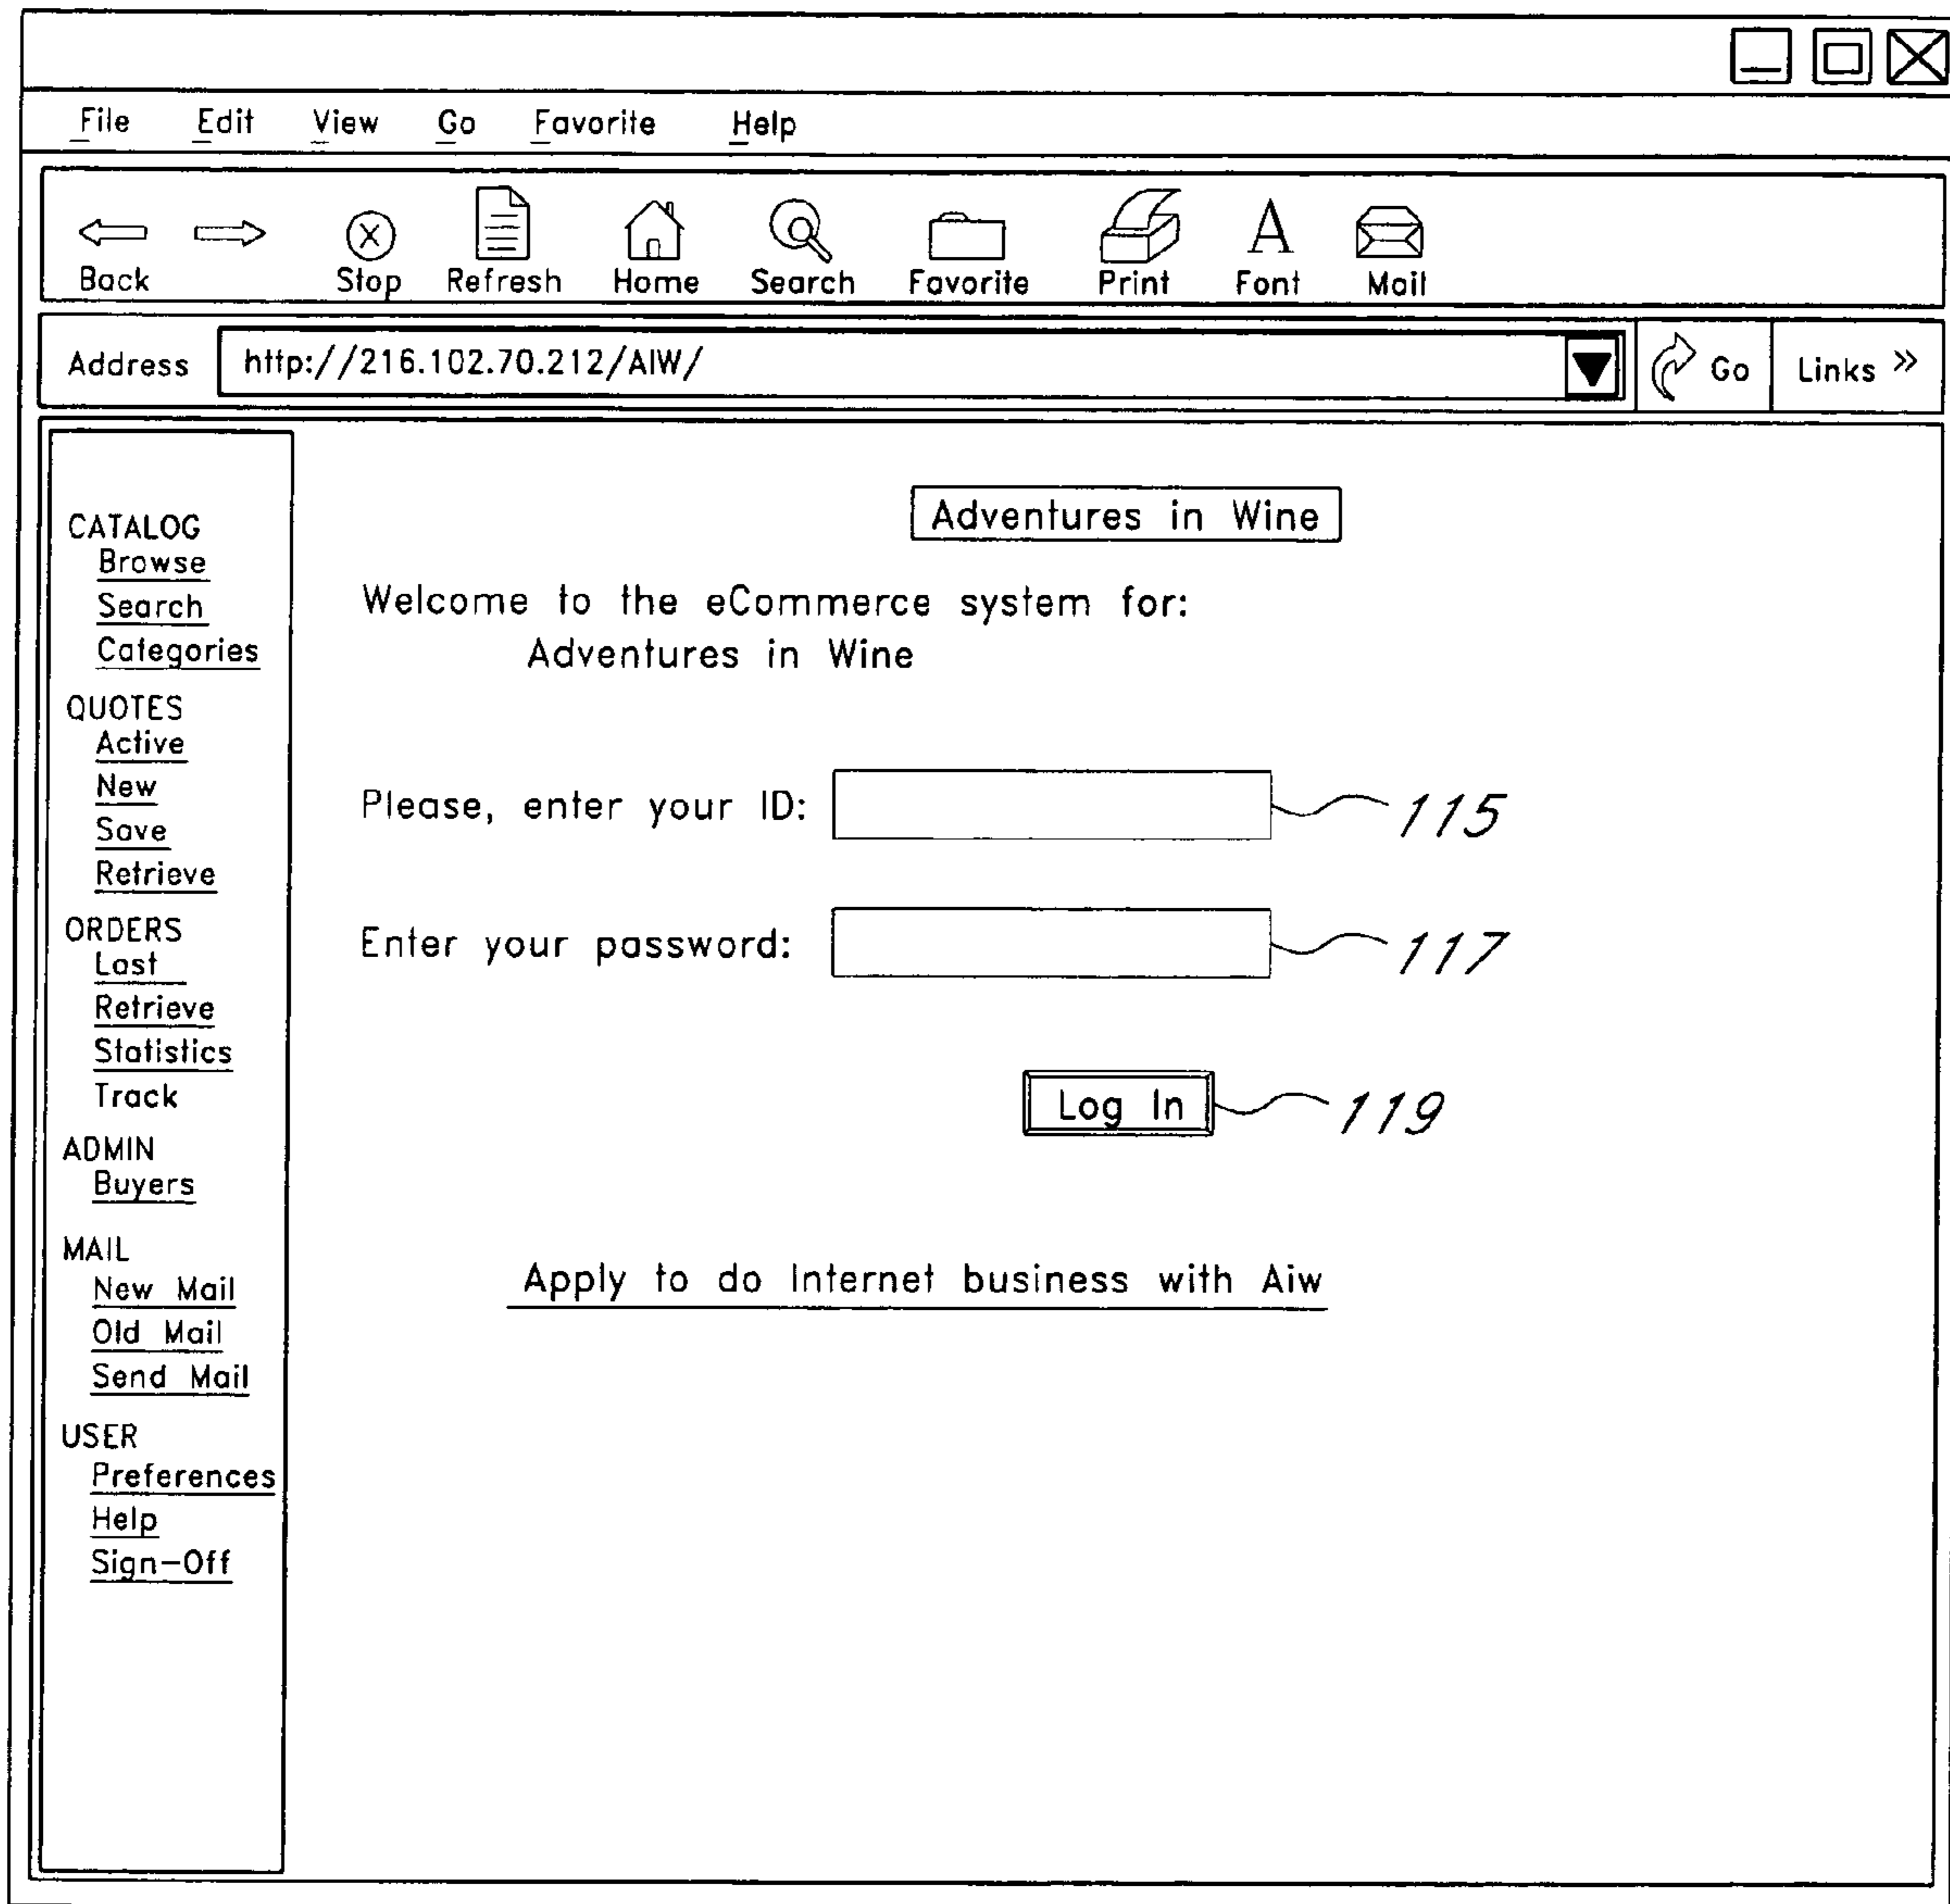 File Edit View Go Favorite Help
Back Stop Refresh Home Search Favorite Print Font Mail
Address http://216.102.70.212/AIW/ Go Links »
CATALOG
Browse
Search
Categories
QUOTES
Active
New
Save
Retrieve
ORDERS
Last
Retrieve
Statistics
Track
ADMIN
Buyers
MAIL
New Mail
Old Mail
Send Mail
USER
Preferences
Help
Sign-Off
Adventures in Wine
Welcome to the eCommerce system for:
Adventures in Wine
Please, enter your ID: 115
Enter your password: 117
Log In 119
Apply to do Internet business with Aiw